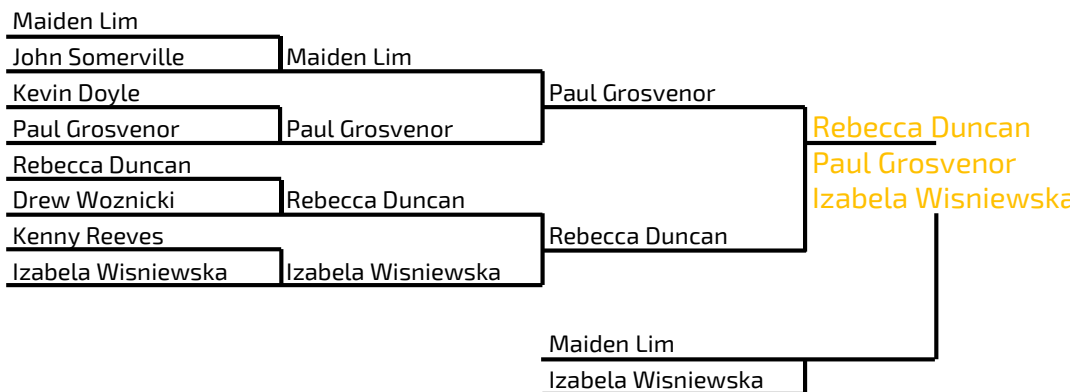 Maiden Lim
John Somerville
Kevin Doyle
Paul Grosvenor
Rebecca Duncan
Drew Woznicki
Kenny Reeves
Izabela Wisniewska
Maiden Lim
Paul Grosvenor
Rebecca Duncan
Izabela Wisniewska
Paul Grosvenor
Rebecca Duncan
Maiden Lim
Izabela Wisniewska
Rebecca Duncan
Paul Grosvenor
Izabela Wisniewska